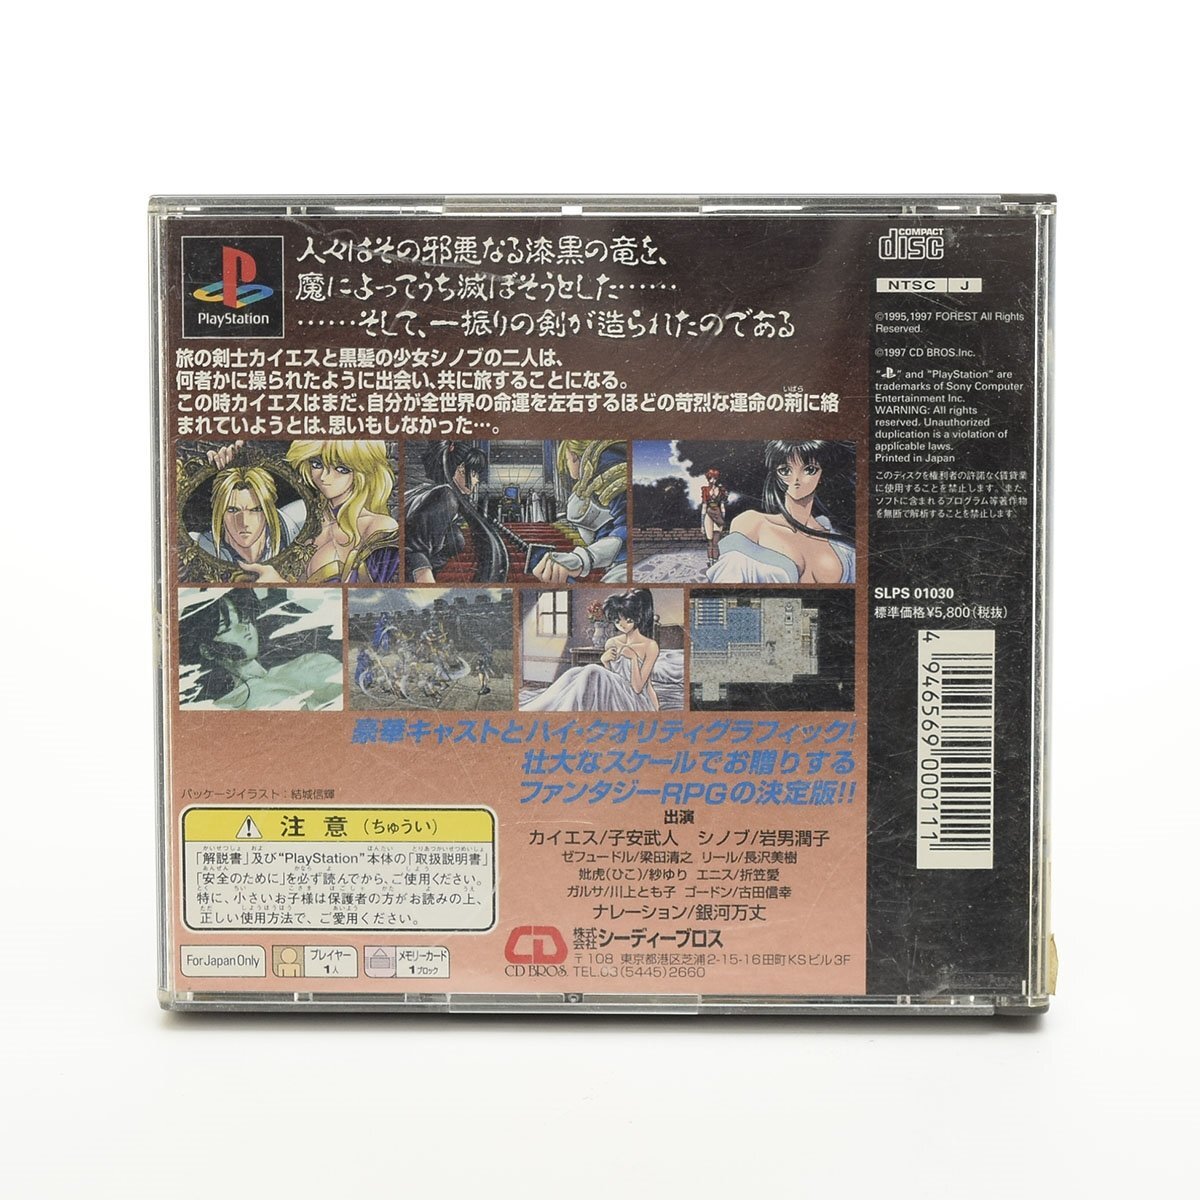 PlayStation
人々はその邪悪なる漆黒の竜を、
魔によってうち滅ぼそうとした……
……そして、一振りの剣が造られたのである
旅の剣士カイエスと黒髪の少女シノブの二人は、
何者かに操られたように出会い、共に旅することになる。
この時カイエスはまだ、自分が全世界の命運を左右するほどの苛烈な運命の荊に絡
いばら
まれていようとは、思いもしなかった…。
豪華キャストとハイ・クオリティグラフィック!
壮大なスケールでお贈りする
ファンタジーRPGの決定版!!
パッケージイラスト：結城信輝
注意(ちゅうい)
「解説書」及び"PlayStation"本体の「取扱説明書」
「安全のために」を必ず読んでから、ご使用ください。
特に、小さいお子様は保護者の方がお読みの上、
正しい使用方法で、ご愛用ください。
For Japan Only
プレイヤー
1人
メモリーカード
1ブロック
出演
カイエス/子安武人 シノブ/岩男潤子
ゼフュードル/梁田清之 リール/長沢美樹
妣虎(ひこ)/紗ゆり エニス/折笠愛
ガルサ/川上とも子 ゴードン/古田信幸
ナレーション/銀河万丈
CD BROS.
株式会社シーディーブロス
〒108 東京都港区芝浦2-15-16田町KSビル3F
TEL.03(5445)2660
COMPACT
disc
NTSC J
©1995,1997 FOREST All Rights
Reserved.
©1997 CD BROS.Inc.
"PS" and "PlayStation" are
trademarks of Sony Computer
Entertainment Inc.
WARNING: All rights
reserved. Unauthorized
duplication is a violation of
applicable laws.
Printed in Japan
このディスクを権利者の許諾なく賃貸業
に使用することを禁止します。また、
ソフトに含まれるプログラム等著作物
を無断で解析することを禁止します。
SLPS 01030
標準価格¥5,800(税抜)
4 946569 000111